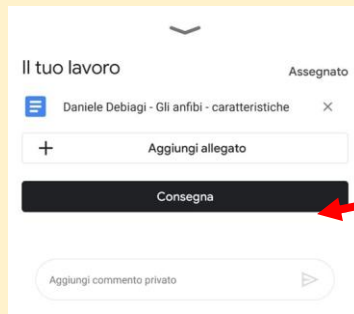 Il tuo lavoro
Assegnato
Daniele Debiagi - Gli anfibi - caratteristiche
Aggiungi allegato
Consegna
Aggiungi commento privato